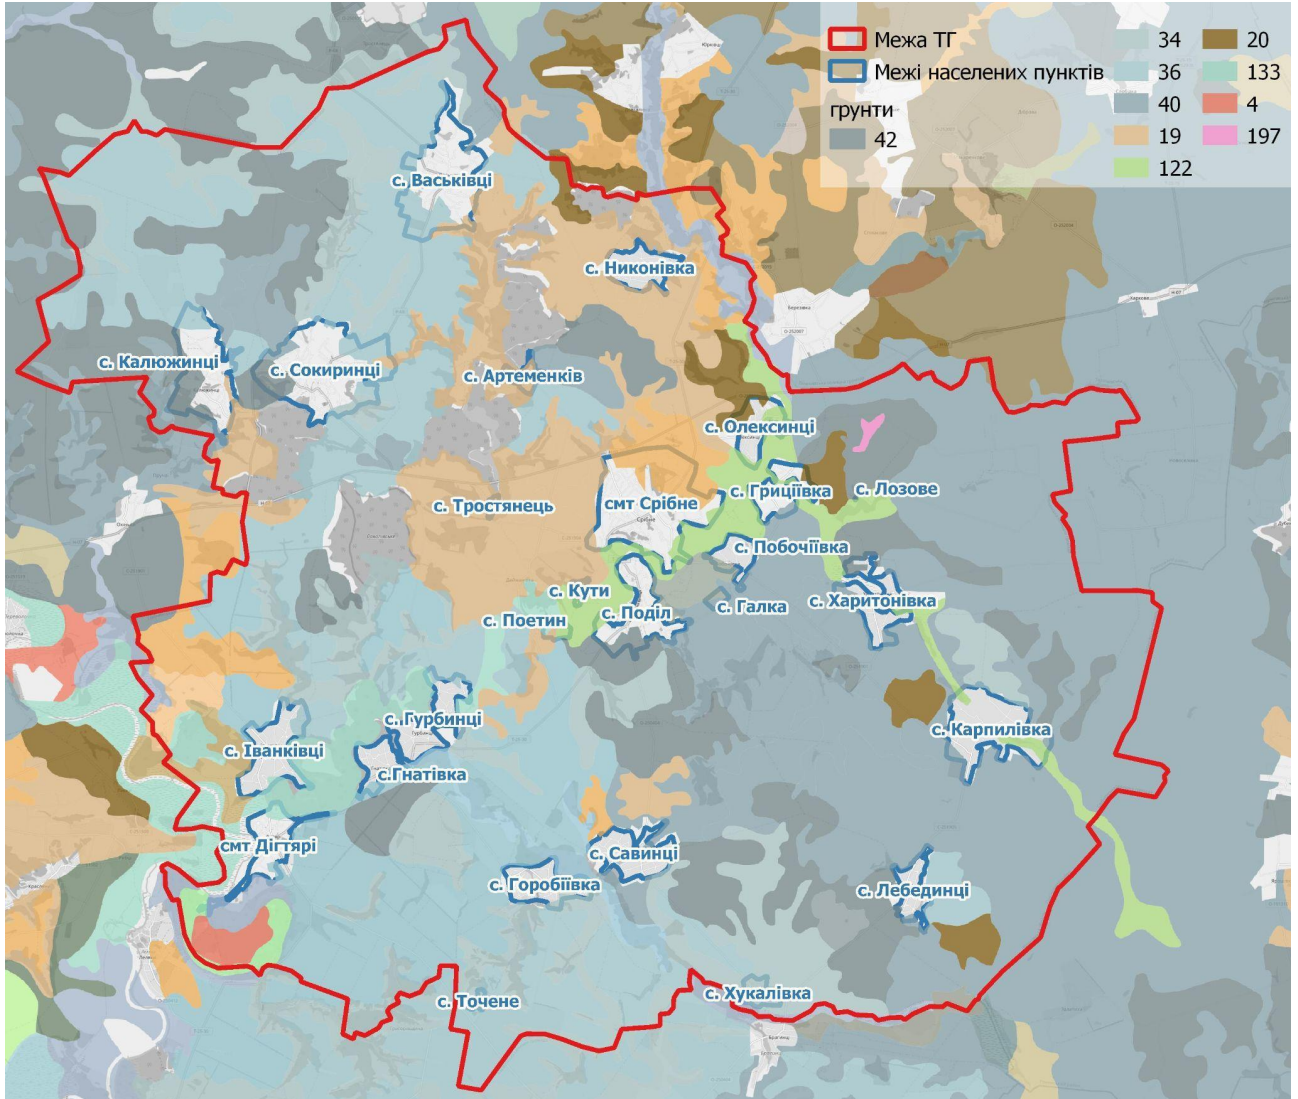 Межа ТГ
Межі населених пунктів
грунти
42
34
36
40
19
122
20
133
4
197
с. Васьківці
с. Никонівка
с. Калюжинці
с. Сокиринці
с. Артеменків
с. Олексинці
с. Тростянець
смт Срібне
Срібне
с. Гриціївка
с. Лозове
с. Побочіївка
с. Кути
с. Поділ
с. Галка
с. Харитонівка
с. Поетин
с. Гурбинці
с. Іванківці
с.Гнатівка
с. Карпилівка
смт Дігтярі
с. Савинці
с. Горобіївка
с. Лебединці
с. Точене
с. Хукалівка